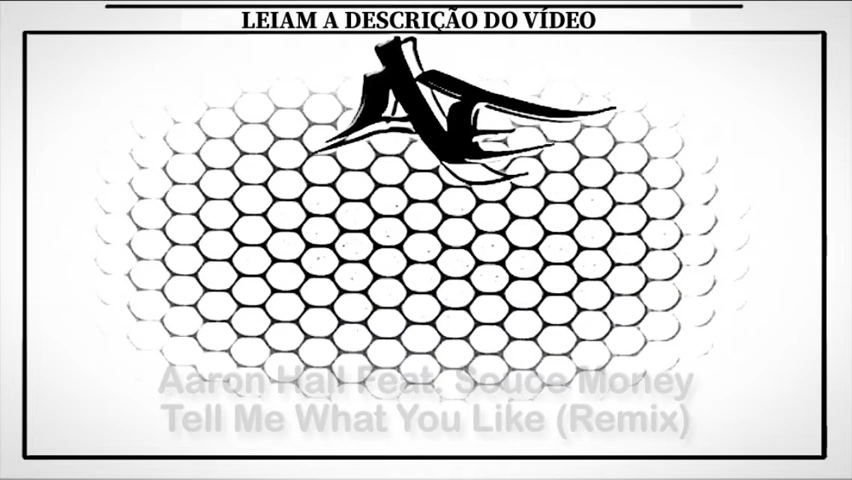 LEIAM A DESCRIÇÃO DO VÍDEO
Aaron Hall Feat. Souce Money
Tell Me What You Like (Remix)